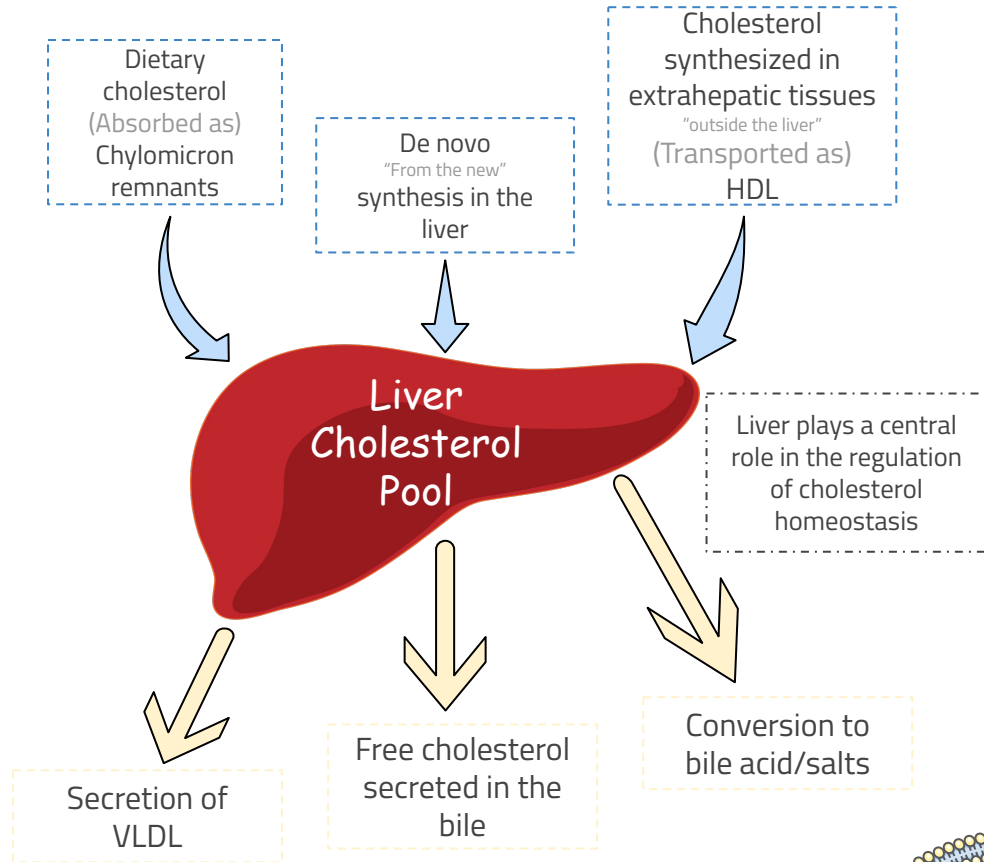 Dietary
cholesterol
(Absorbed as)
Chylomicron
remnants
De novo
“From the new”
synthesis in the
liver
Cholesterol
synthesized in
extrahepatic tissues
“outside the liver”
(Transported as)
HDL
Liver
Cholesterol
Pool
Liver plays a central
role in the regulation
of cholesterol
homeostasis
Secretion of
VLDL
Free cholesterol
secreted in the
bile
Conversion to
bile acid/salts